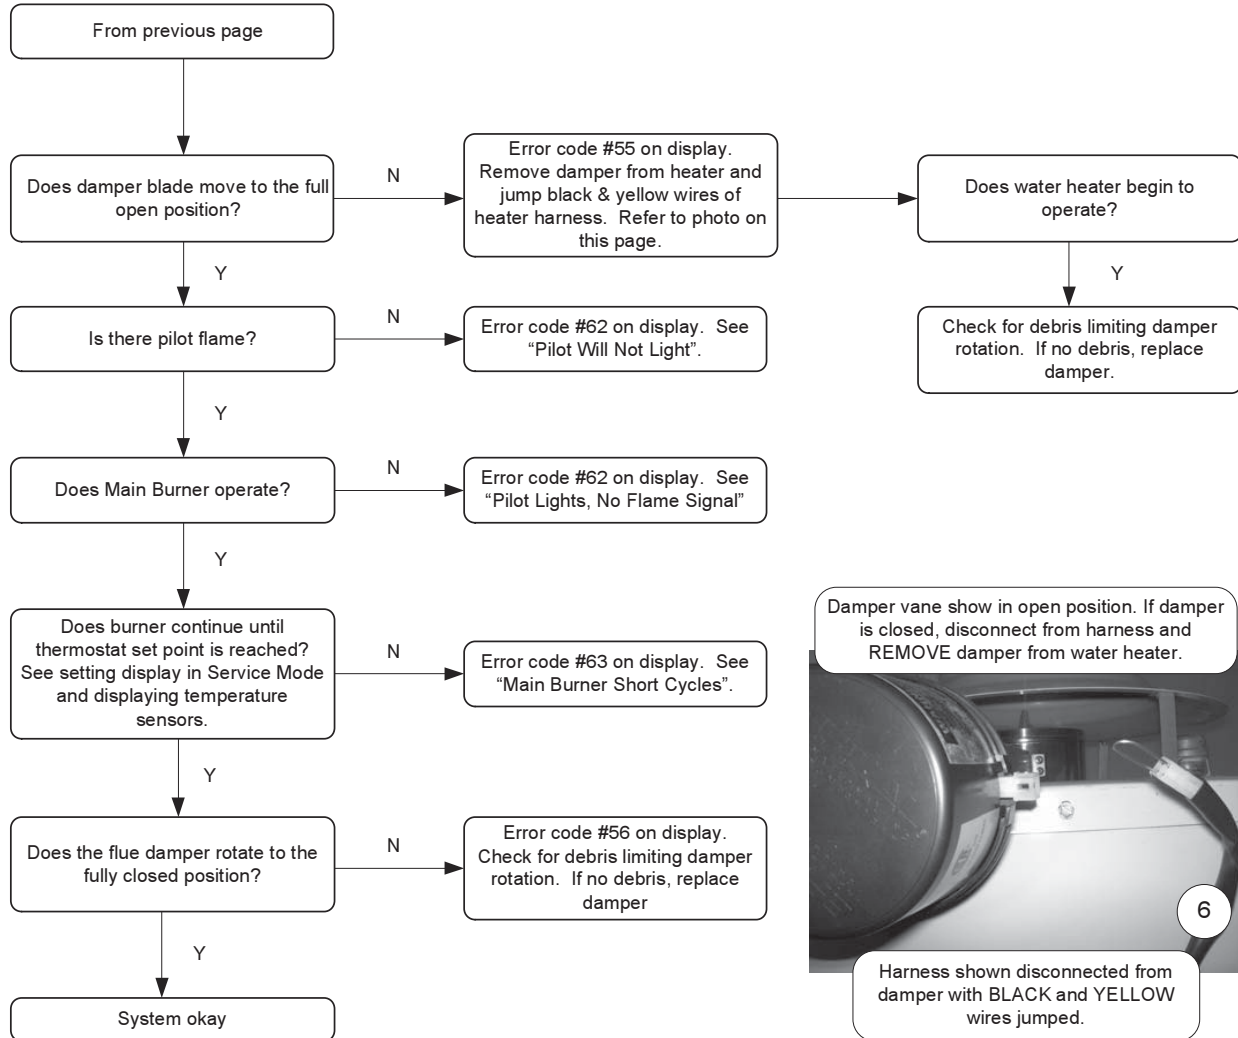 From previous page
Does damper blade move to the full
open position?
N
Error code #55 on display.
Remove damper from heater and
jump black & yellow wires of
heater harness.  Refer to photo on
this page.
Does water heater begin to
operate?
Y
Y
Is there pilot flame?
N
Error code #62 on display.  See
“Pilot Will Not Light”.
Check for debris limiting damper
rotation.  If no debris, replace
damper.
Y
Does Main Burner operate?
N
Error code #62 on display.  See
“Pilot Lights, No Flame Signal”
Y
Does burner continue until
thermostat set point is reached?
See setting display in Service Mode
and displaying temperature
sensors.
N
Error code #63 on display.  See
“Main Burner Short Cycles”.
Damper vane show in open position. If damper
is closed, disconnect from harness and
REMOVE damper from water heater.
Y
Does the flue damper rotate to the
fully closed position?
N
Error code #56 on display.
Check for debris limiting damper
rotation.  If no debris, replace
damper
6
Y
System okay
Harness shown disconnected from
damper with BLACK and YELLOW
wires jumped.